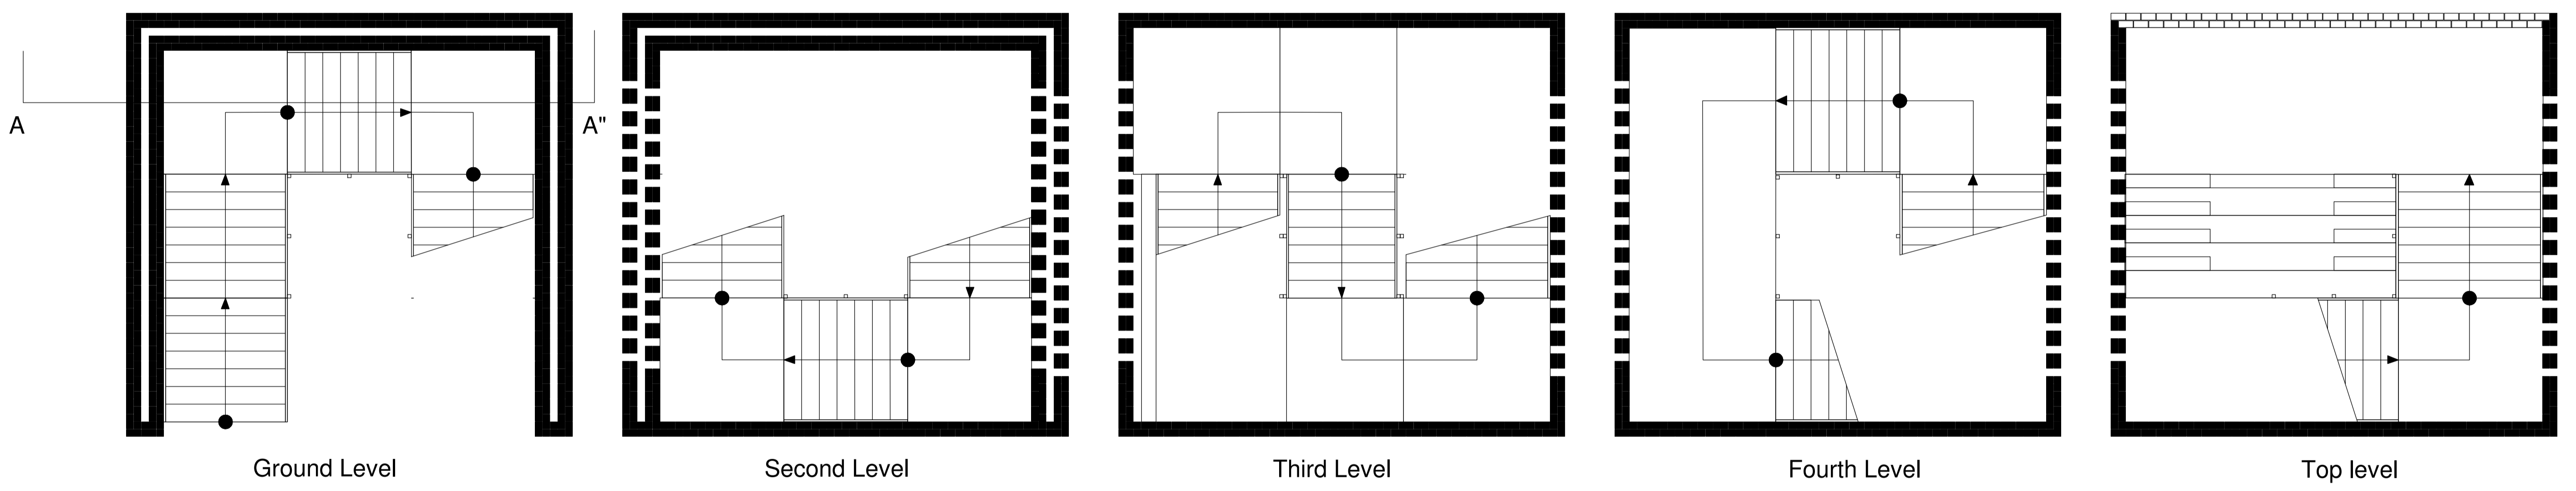 A
A"
Ground Level
Second Level
Third Level
Fourth Level
Top level